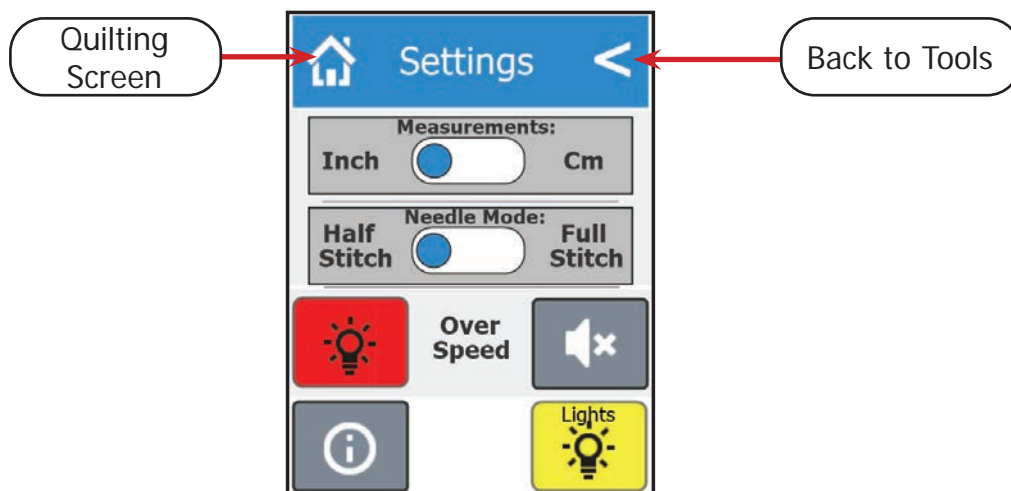 Quilting
Screen
Settings
<
Back to Tools
Measurements:
Inch
Cm
Needle Mode:
Half
Stitch
Full
Stitch
Over
Speed
Lights